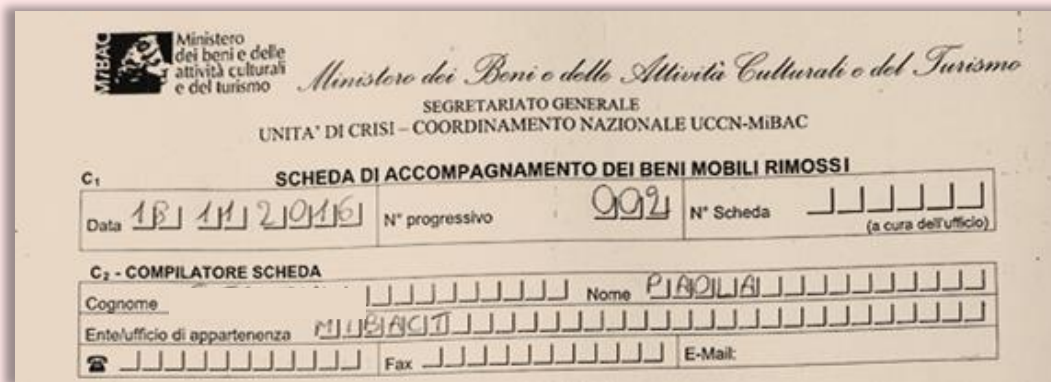 MiBAC
Ministero
dei beni e delle
attività culturali
e del turismo
Ministero dei Beni e delle Attività Culturali e del Turismo
SEGRETARIATO GENERALE
UNITA' DI CRISI – COORDINAMENTO NAZIONALE UCCN-MiBAC
C1 SCHEDA DI ACCOMPAGNAMENTO DEI BENI MOBILI RIMOSSI
Data 18 11 2016 N° progressivo 002 N° Scheda
(a cura dell'ufficio)
C2 - COMPILATORE SCHEDA
Cognome Nome PAOLA
Ente/ufficio di appartenenza MIBACT
☎ Fax E-Mail: